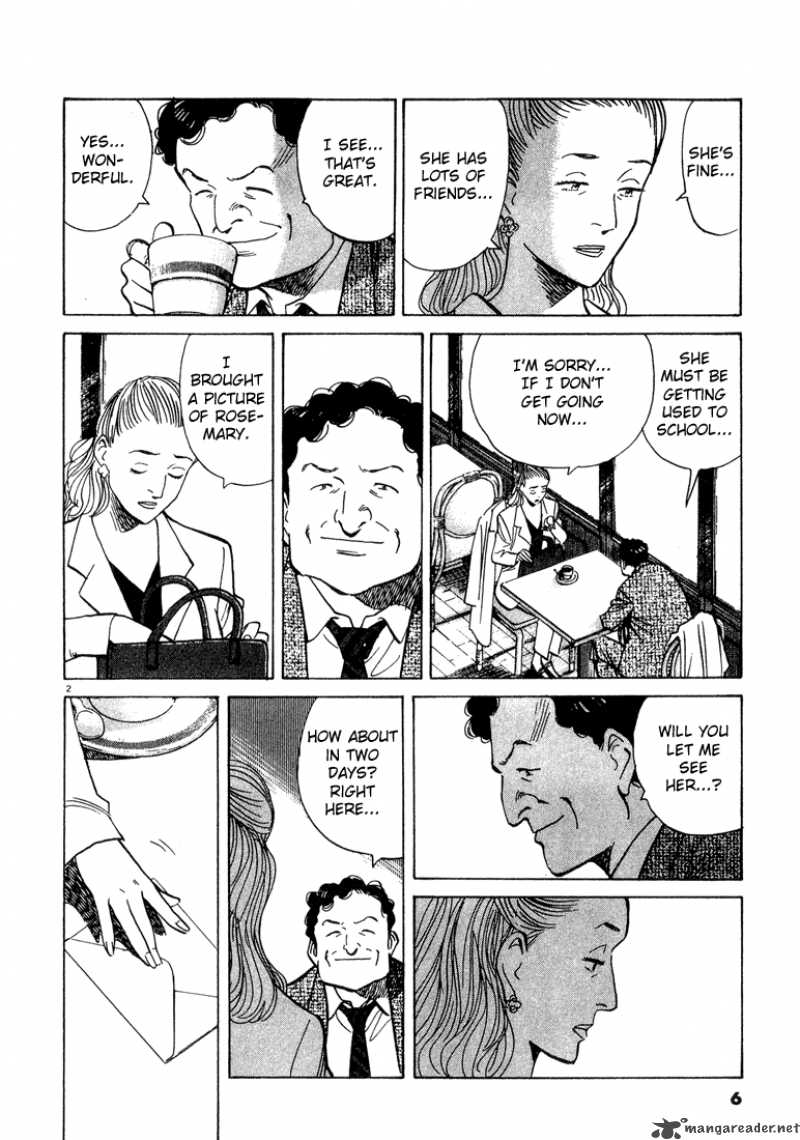 SHE'S
FINE...
SHE HAS
LOTS OF
FRIENDS...
I SEE...
THAT'S
GREAT.
YES...
WON-
DERFUL.
SHE
MUST BE
GETTING
USED TO
SCHOOL...
I'M SORRY...
IF I DON'T
GET GOING
NOW...
I
BROUGHT
A PICTURE
OF ROSE-
MARY.
2
WILL YOU
LET ME
SEE
HER...?
HOW ABOUT
IN TWO
DAYS?
RIGHT
HERE...
6
mangareader.net